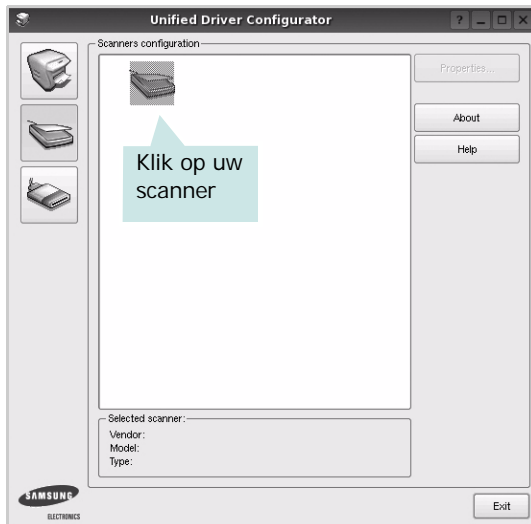 Unified Driver Configurator
Scanners configuration
Properties...
About
Help
Klik op uw
scanner
Selected scanner:
Vendor:
Model:
Type:
SAMSUNG
ELECTRONICS
Exit